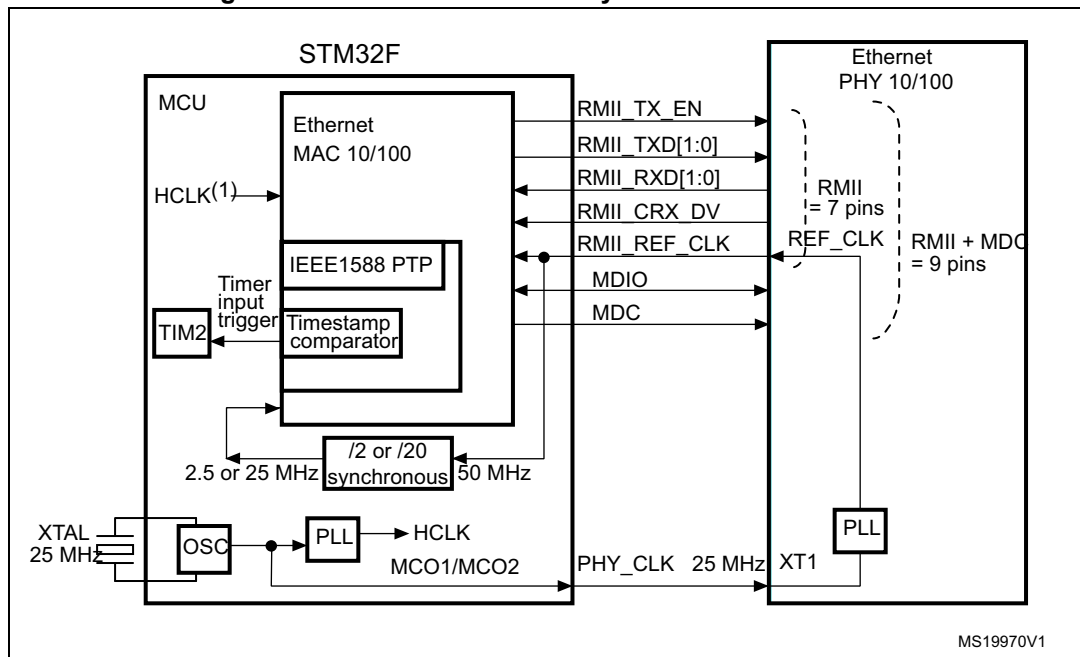 STM32F
MCU
Ethernet
MAC 10/100
HCLK(1)
IEEE1588 PTP
Timer
input
trigger
TIM2
Timestamp
comparator
/2 or /20
synchronous
2.5 or 25 MHz
50 MHz
XTAL
25 MHz
OSC
PLL
HCLK
MCO1/MCO2
RMII_TX_EN
RMII_TXD[1:0]
RMII_RXD[1:0]
RMII_CRX_DV
RMII_REF_CLK
MDIO
MDC
PHY_CLK 25 MHz
Ethernet
PHY 10/100
RMII
= 7 pins
REF_CLK
RMII + MDC
= 9 pins
PLL
XT1
MS19970V1